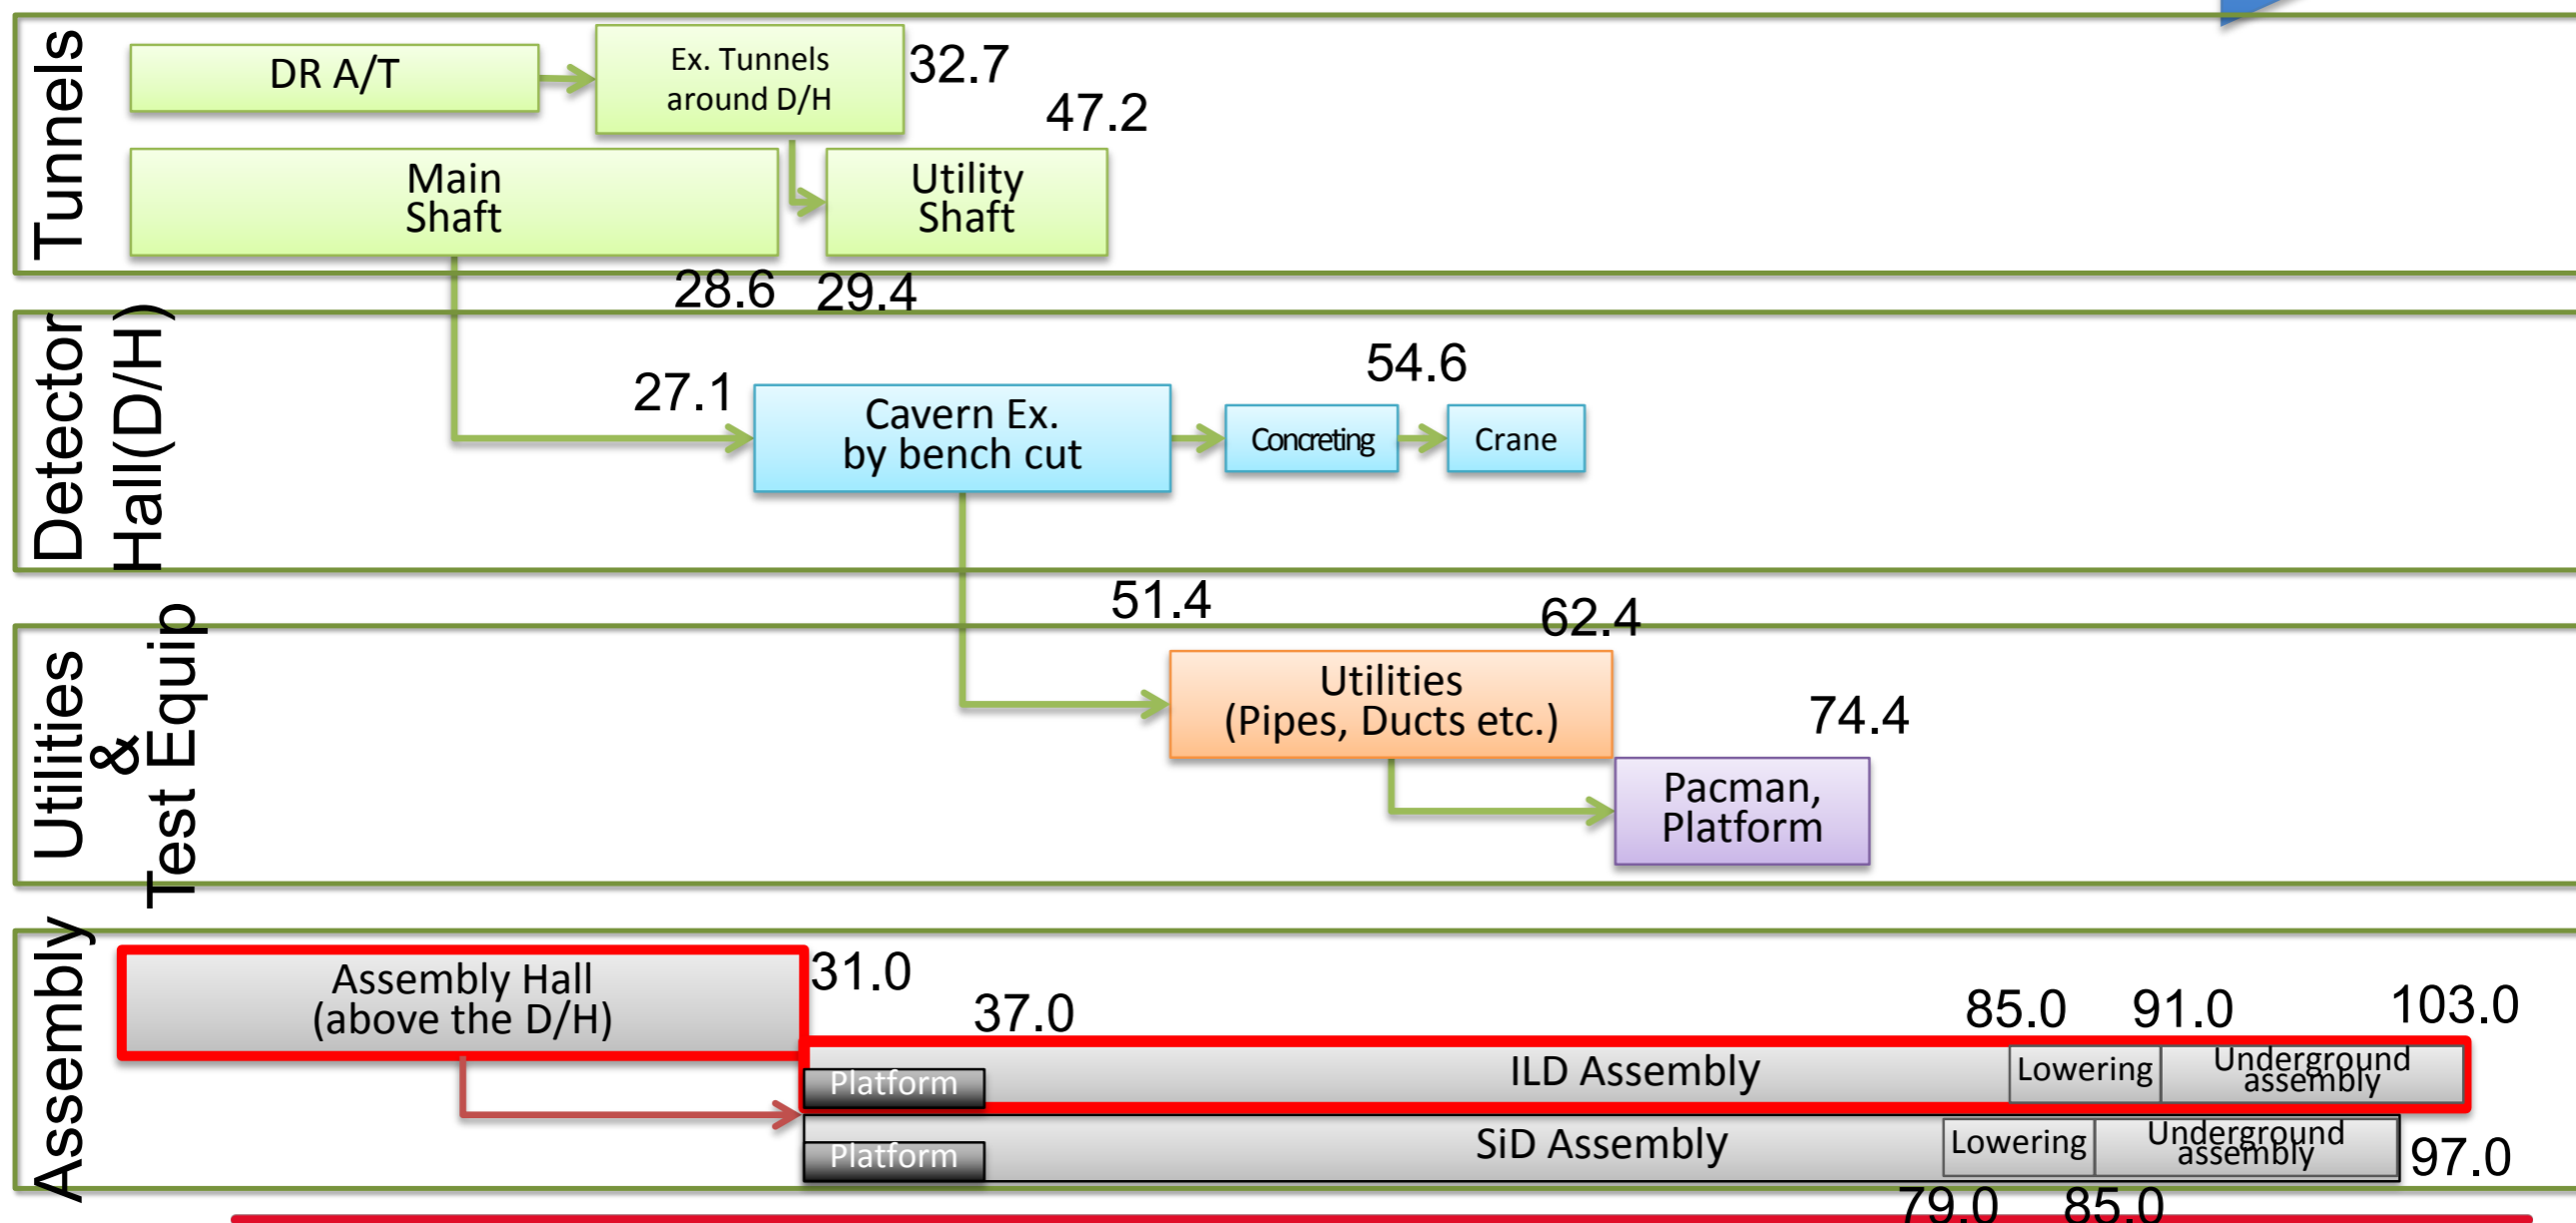 Tunnels
DR A/T
Ex. Tunnels
around D/H
32.7
47.2
Main
Shaft
Utility
Shaft
28.6
29.4
Detector
Hall(D/H)
27.1
Cavern Ex.
by bench cut
Concreting
54.6
Crane
Utilities
&
Test Equip
51.4
62.4
Utilities
(Pipes, Ducts etc.)
74.4
Pacman,
Platform
Assembly
Assembly Hall
(above the D/H)
31.0
37.0
85.0
91.0
103.0
Platform
ILD Assembly
Lowering
Underground
assembly
Platform
SiD Assembly
Lowering
Underground
assembly
97.0
79.0
85.0